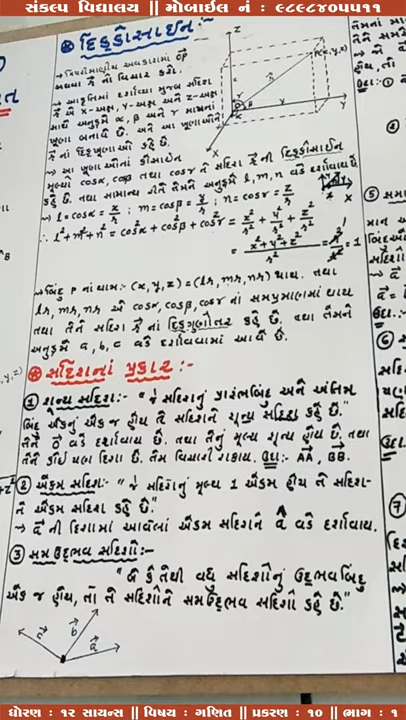 સંકલ્પ વિદ્યાલય || મોબાઈલ નં : ૯૮૯૮૪૦૫૫૧૧
* દિક્કોસાઈન:-
→ ત્રિપરિમાણીય અવકાશમાં OP
અથવા r નો વિચાર કરો.
→ આકૃતિમાં દર્શાવ્યા મુજબ સદિશ
r એ x-અક્ષ, y-અક્ષ અને z-અક્ષ
સાથે અનુક્રમે α, β અને r માપના
ખૂણા બનાવે છે. અને આ ખૂણાઓને
r નાં દિક્ખૂણાઓ કહે છે.
→ આ ખૂણાઓનાં કોસાઈન
મૂલ્યો cosα, cosβ તથા cosr ને સદિશ r ની દિક્કોસાઈન
કહે છે. તથા સામાન્ય રીતે તેમને અનુક્રમે l, m, n વડે દર્શાવાય છે.
→ l = cosα = x/r ; m = cosβ = y/r ; n = cosr = z/r
∴ l²+m²+n² = cos²α + cos²β + cos²r = x²/r² + y²/r² + z²/r²
= x²+y²+z²/r² = r²/r² = 1
Z
P(x,y,z)
r
Y
X
→ બિંદુ P નાં યામ :- (x, y, z) = (lr, mr, nr) થાય. તથા
lr, mr, nr એ cosα, cosβ, cosr નાં સમપ્રમાણમાં થાય
તથા તેને સદિશ r નાં દિક્ગુણોતર કહે છે. તથા તેમને
અનુક્રમે a, b, c વડે દર્શાવવામાં આવે છે.
* સદિશનાં પ્રકાર:-
① શૂન્ય સદિશ:- "જે સદિશનું પ્રારંભબિંદુ અને અંતિમ
બિંદુ એકનું એક જ હોય તે સદિશને શૂન્ય સદિશ કહે છે."
તેને 0 વડે દર્શાવાય છે. તથા તેનું મૂલ્ય શૂન્ય હોય છે. તથા
તેને કોઈ પણ દિશા છે. તેમ વિચારી શકાય. ઉદા:- AA, BB.
② એકમ સદિશ:- "જે સદિશનું મૂલ્ય 1 એકમ હોય તે સદિશ-
ને એકમ સદિશ કહે છે."
→ a ની દિશામાં આવેલાં એકમ સદિશને â વડે દર્શાવાય.
③ સમઉદ્ભવ સદિશો:-
"બે કે તેથી વધુ સદિશોનું ઉદ્ભવબિંદુ
એક જ હોય, તો તે સદિશોને સમઉદ્ભવ સદિશો કહે છે."
c b a
ધોરણ : ૧૨ સાયન્સ || વિષય : ગણિત || પ્રકરણ : ૧૦ || ભાગ : ૧